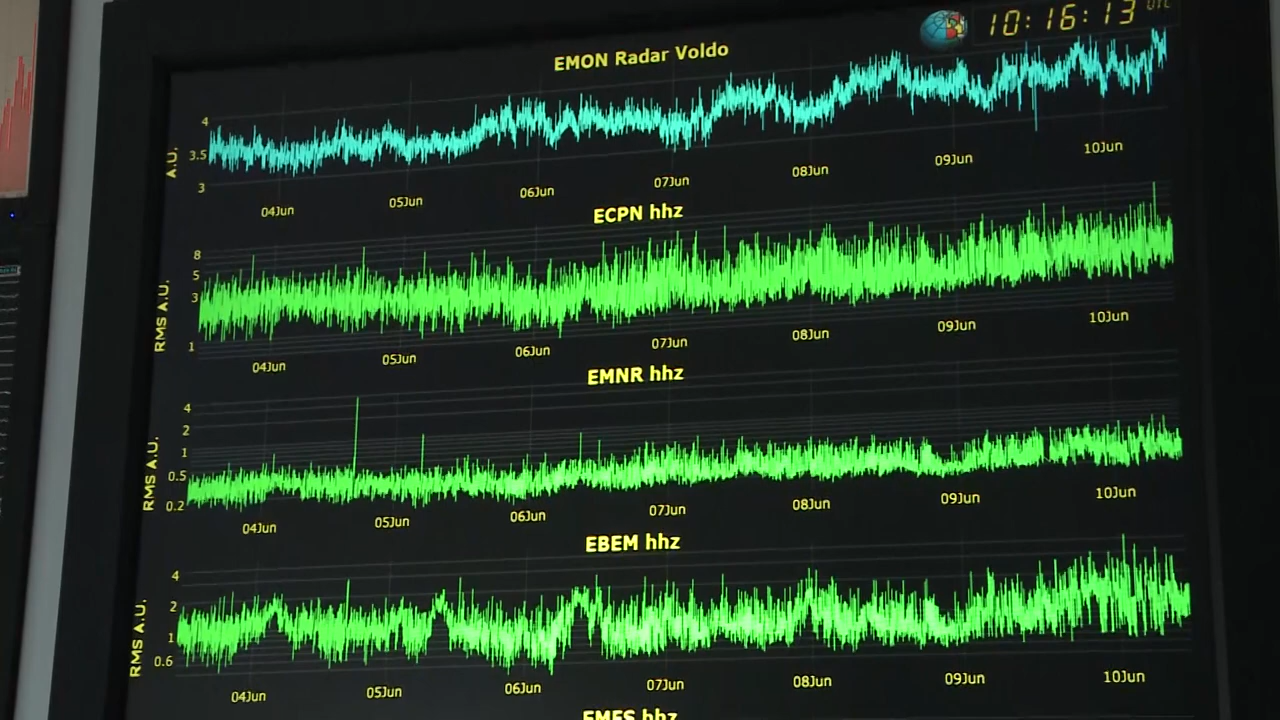 10:16:13 UTC
EMON Radar Voldo
A.U.
4
3.5
3
04Jun 05Jun 06Jun 07Jun 08Jun 09Jun 10Jun
ECPN hhz
RMS A.U.
8
5
3
1
04Jun 05Jun 06Jun 07Jun 08Jun 09Jun 10Jun
EMNR hhz
RMS A.U.
4
2
1
0.5
0.2
04Jun 05Jun 06Jun 07Jun 08Jun 09Jun 10Jun
EBEM hhz
RMS A.U.
4
2
1
0.6
04Jun 05Jun 06Jun 07Jun 08Jun 09Jun 10Jun
hhz